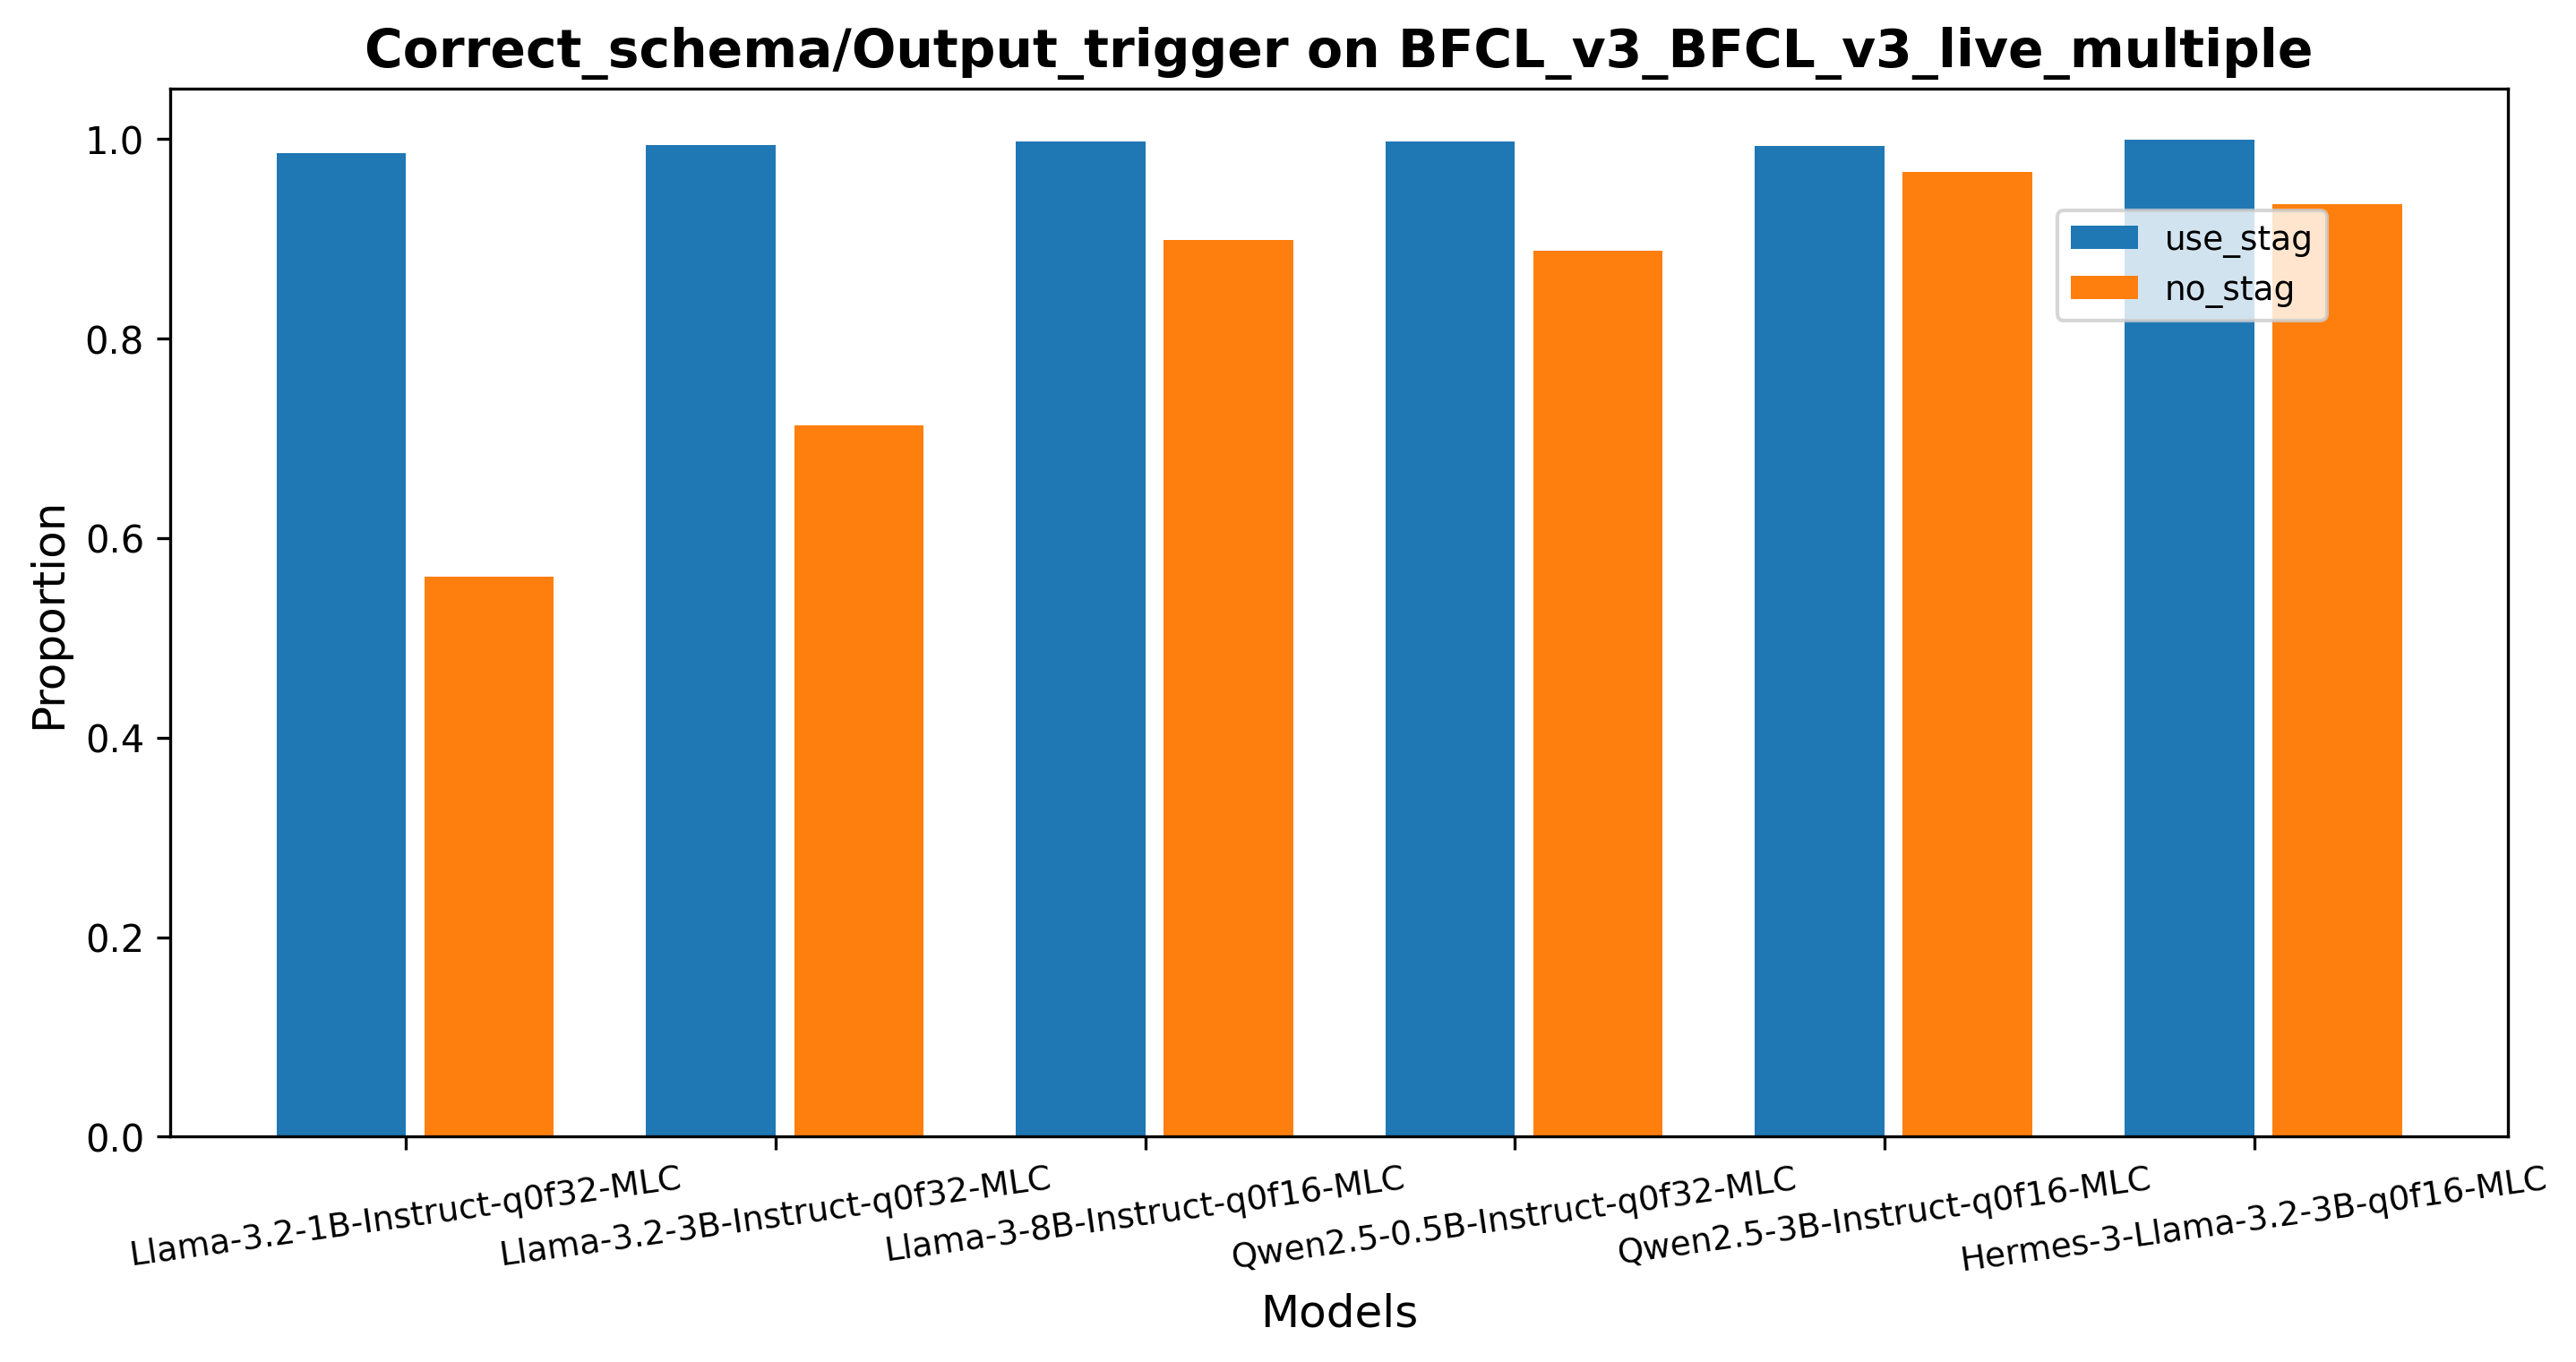 Correct_schema/Output_trigger on BFCL_v3_BFCL_v3_live_multiple
Proportion
1.0
0.8
0.6
0.4
0.2
0.0
use_stag
no_stag
Llama-3.2-1B-Instruct-q0f32-MLC
Llama-3.2-3B-Instruct-q0f32-MLC
Llama-3-8B-Instruct-q0f16-MLC
Qwen2.5-0.5B-Instruct-q0f32-MLC
Qwen2.5-3B-Instruct-q0f16-MLC
Hermes-3-Llama-3.2-3B-q0f16-MLC
Models